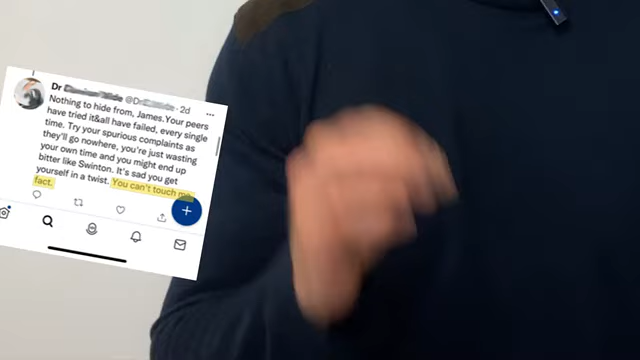 Dr
@Dr
· 2d
Nothing to hide from, James.Your peers
have tried it&all have failed, every single
time. Try your spurious complaints as
they'll go nowhere, you're just wasting
your own time and you might end up
bitter like Swinton. It's sad you get
yourself in a twist. You can't touch me,
fact.